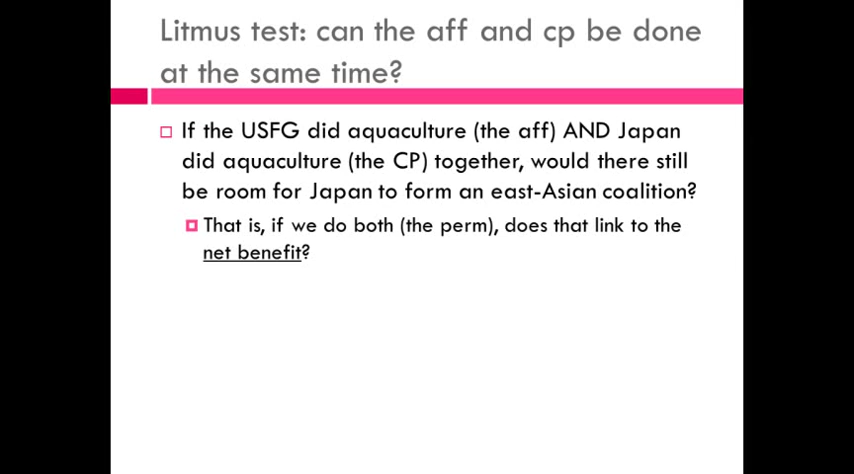 Litmus test: can the aff and cp be done
at the same time?
If the USFG did aquaculture (the aff) AND Japan
did aquaculture (the CP) together, would there still
be room for Japan to form an east-Asian coalition?
That is, if we do both (the perm), does that link to the
net benefit?